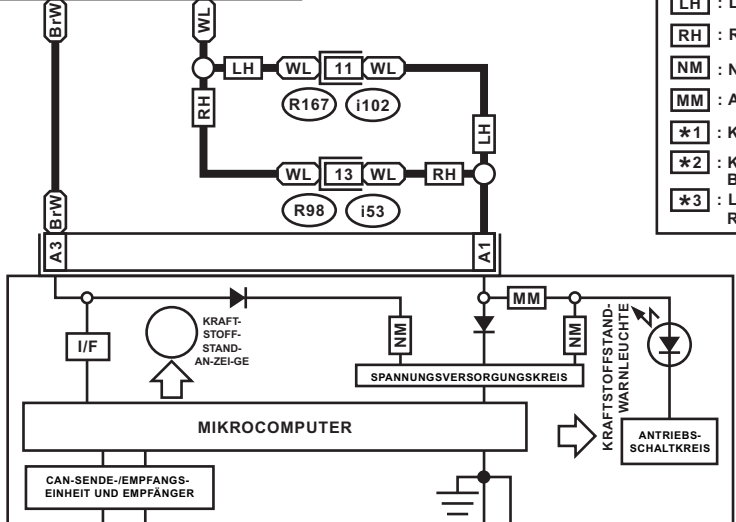 BrW
WL
LH
WL
11
WL
R167
i102
RH
LH
WL
13
WL
RH
R98
i53
BrW
A3
A1
LH :
RH : R
NM : N
MM : A
*1 : K
*2 : K
B
*3 : L
R
MM
I/F
KRAFT-
STOFF-
STAND-
AN-ZEI-GE
NM
NM
SPANNUNGSVERSORGUNGSKREIS
KRAFTSTOFFSTAND-
WARNLEUCHTE
MIKROCOMPUTER
ANTRIEBS-
SCHALTKREIS
CAN-SENDE-/EMPFANGS-
EINHEIT UND EMPFÄNGER